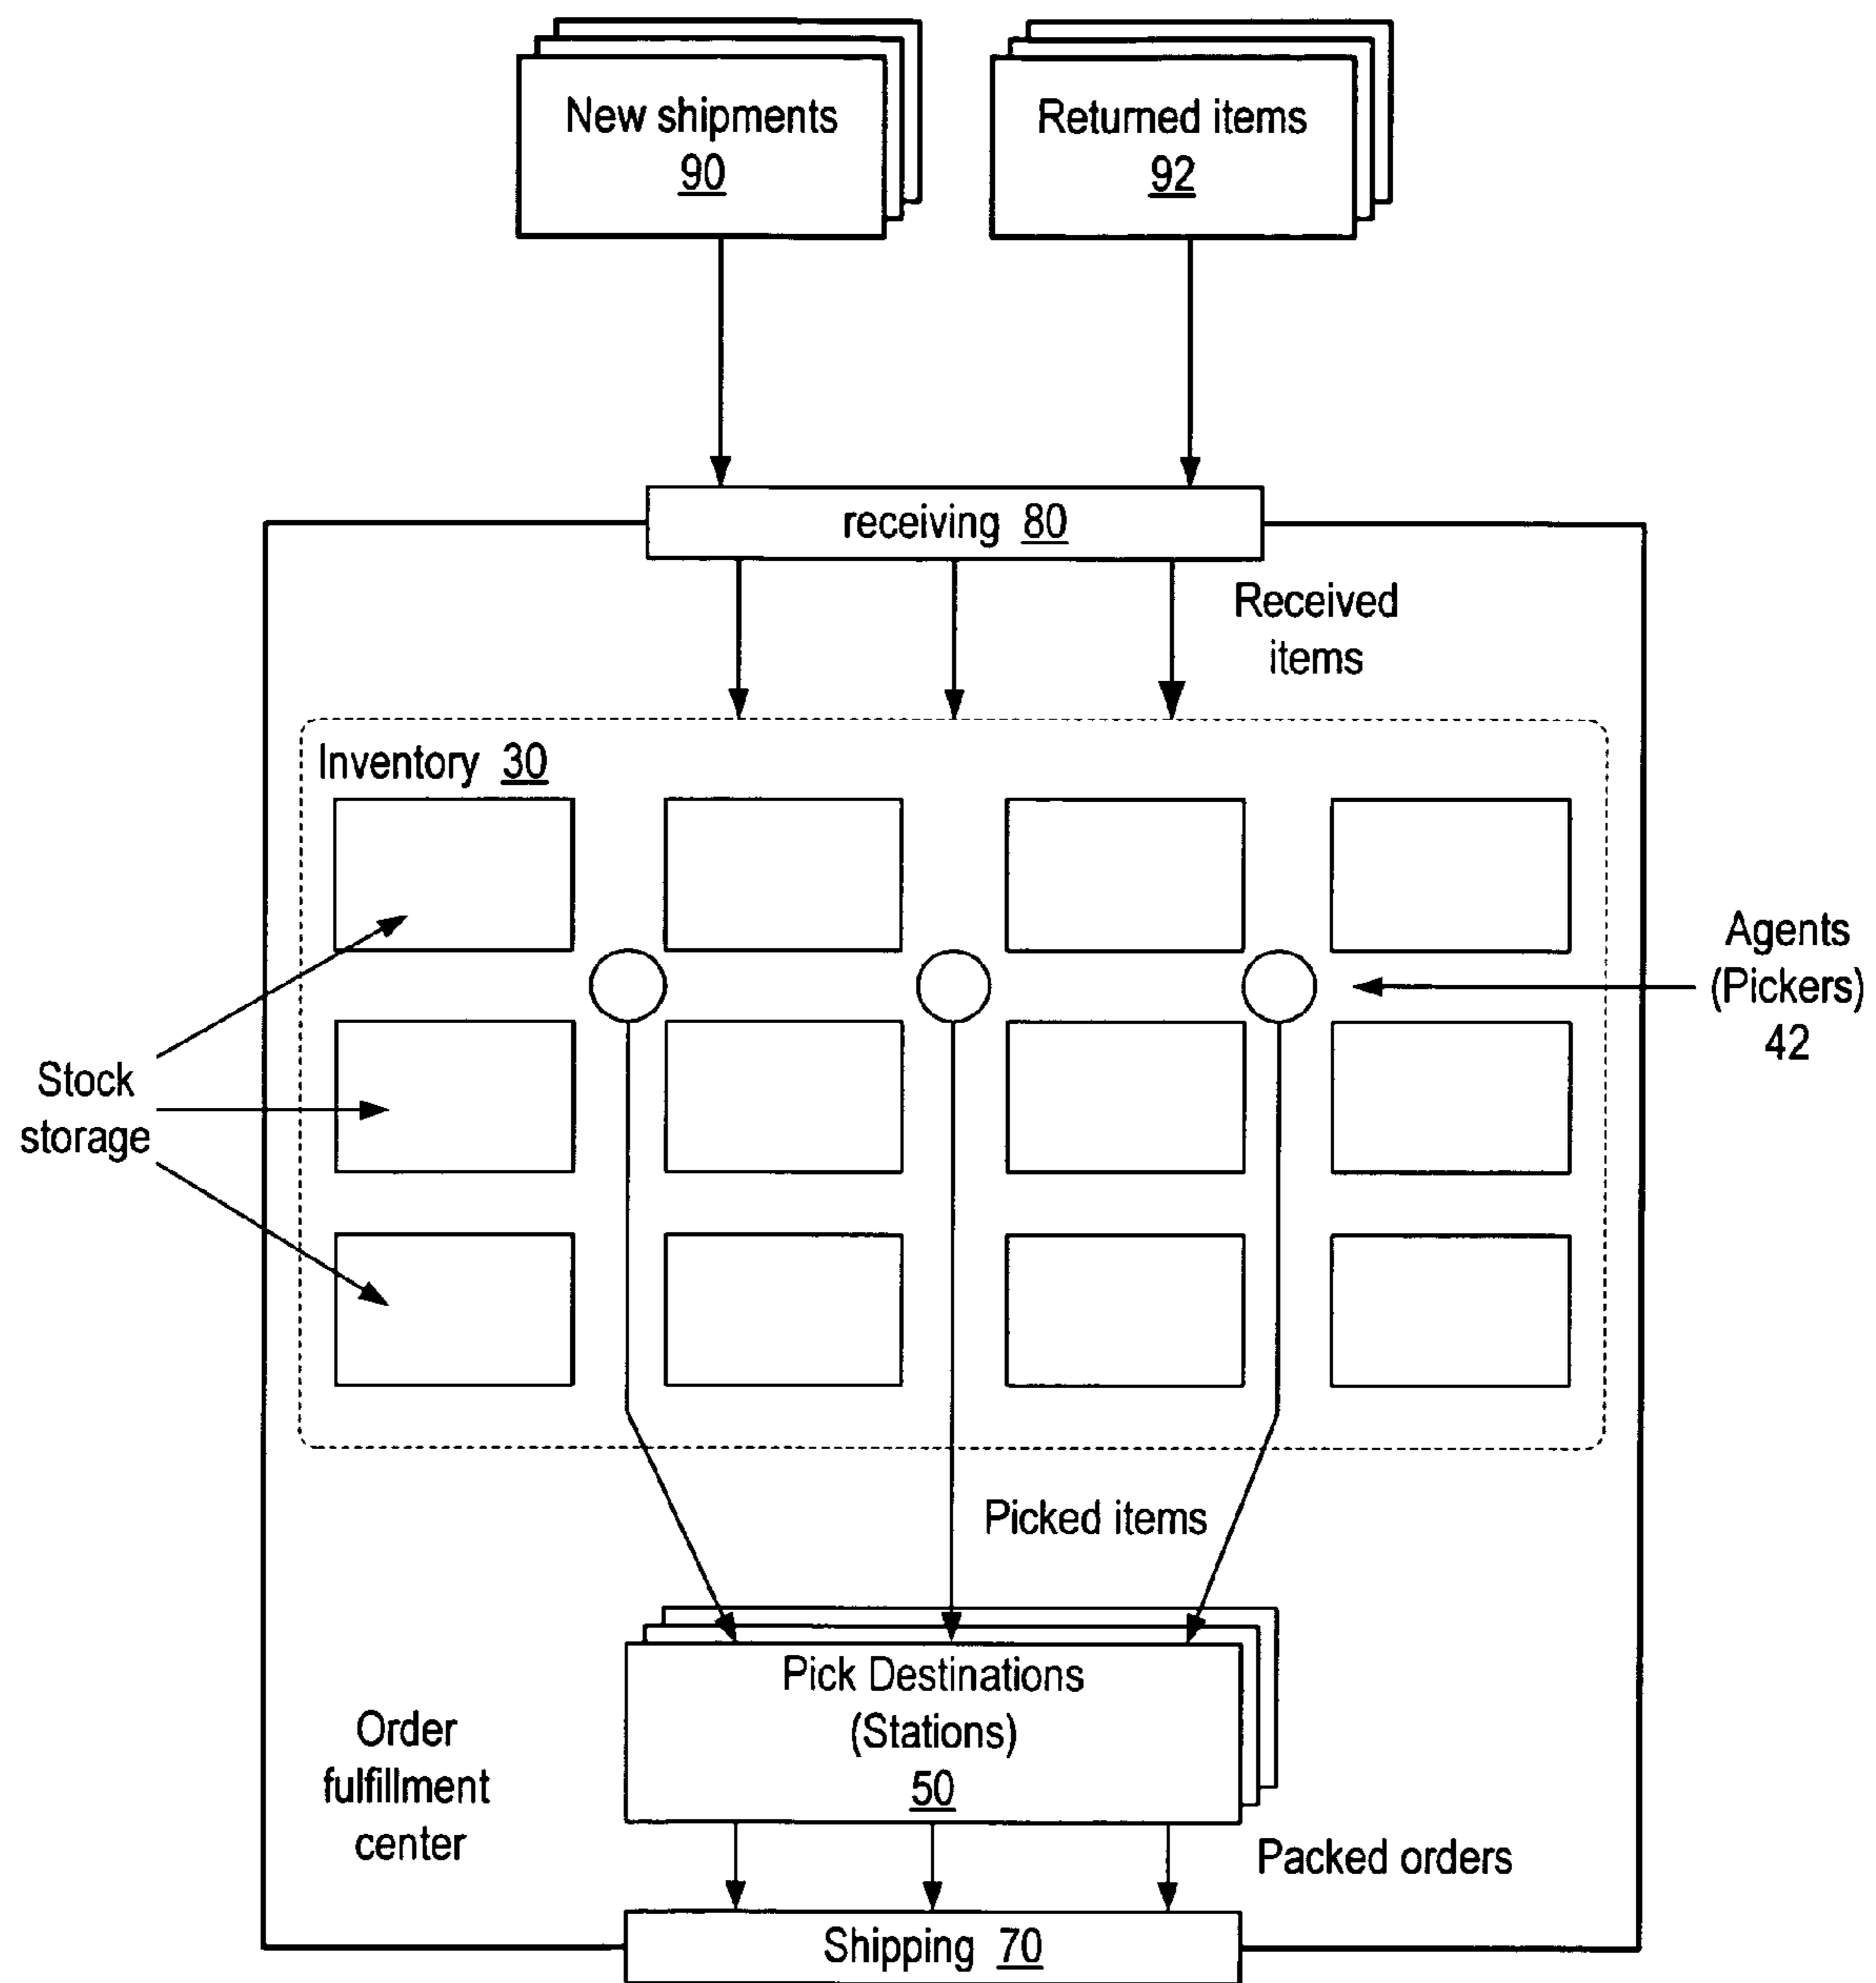 New shipments
90
Returned items
92
receiving 80
Received
items
Inventory 30
Agents
(Pickers)
42
Stock
storage
Picked items
Pick Destinations
(Stations)
50
Order
fulfillment
center
Packed orders
Shipping 70